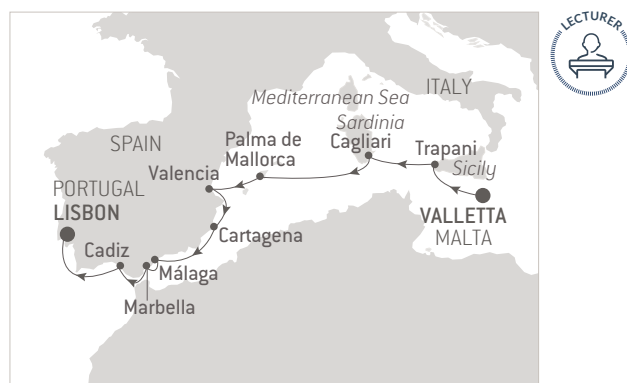 LECTURER
ITALY
Mediterranean Sea
Sardinia
Cagliari
SPAIN
Palma de
Mallorca
Trapani
Sicily
Valencia
PORTUGAL
LISBON
VALLETTA
MALTA
Cartagena
Cadiz
Málaga
Marbella